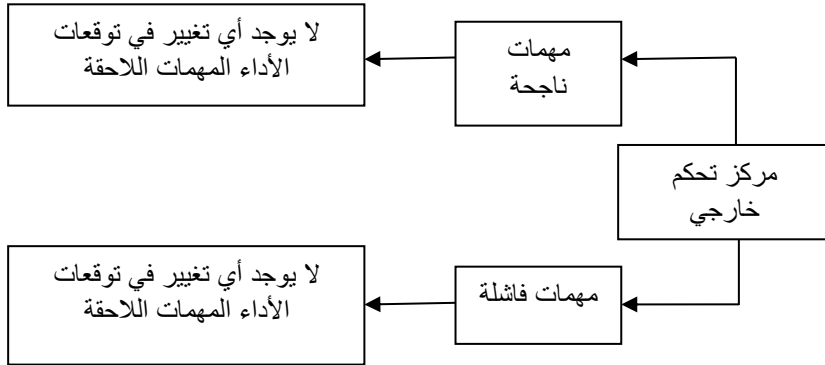 لا يوجد أي تغيير في توقعات
الأداء المهمات اللاحقة
مهمات
ناجحة
مركز تحكم
خارجي
لا يوجد أي تغيير في توقعات
الأداء المهمات اللاحقة
مهمات فاشلة